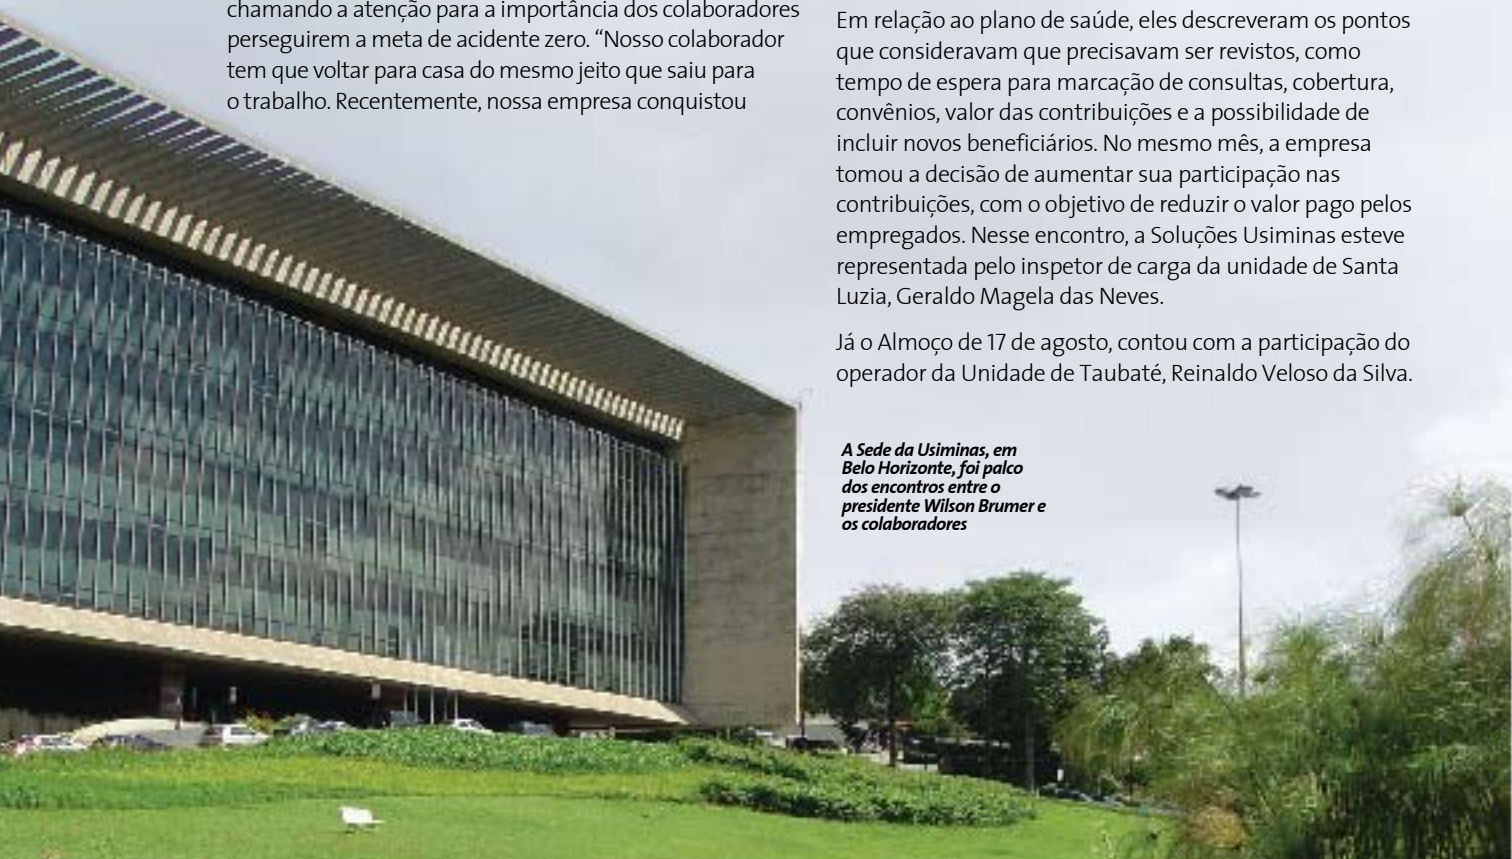 chamando a atenção para a importância dos colaboradores
perseguirem a meta de acidente zero. “Nosso colaborador
tem que voltar para casa do mesmo jeito que saiu para
o trabalho. Recentemente, nossa empresa conquistou
Em relação ao plano de saúde, eles descreveram os pontos
que consideravam que precisavam ser revistos, como
tempo de espera para marcação de consultas, cobertura,
convênios, valor das contribuições e a possibilidade de
incluir novos beneficiários. No mesmo mês, a empresa
tomou a decisão de aumentar sua participação nas
contribuições, com o objetivo de reduzir o valor pago pelos
empregados. Nesse encontro, a Soluções Usiminas esteve
representada pelo inspetor de carga da unidade de Santa
Luzia, Geraldo Magela das Neves.
Já o Almoço de 17 de agosto, contou com a participação do
operador da Unidade de Taubaté, Reinaldo Veloso da Silva.
A Sede da Usiminas, em
Belo Horizonte, foi palco
dos encontros entre o
presidente Wilson Brumer e
os colaboradores